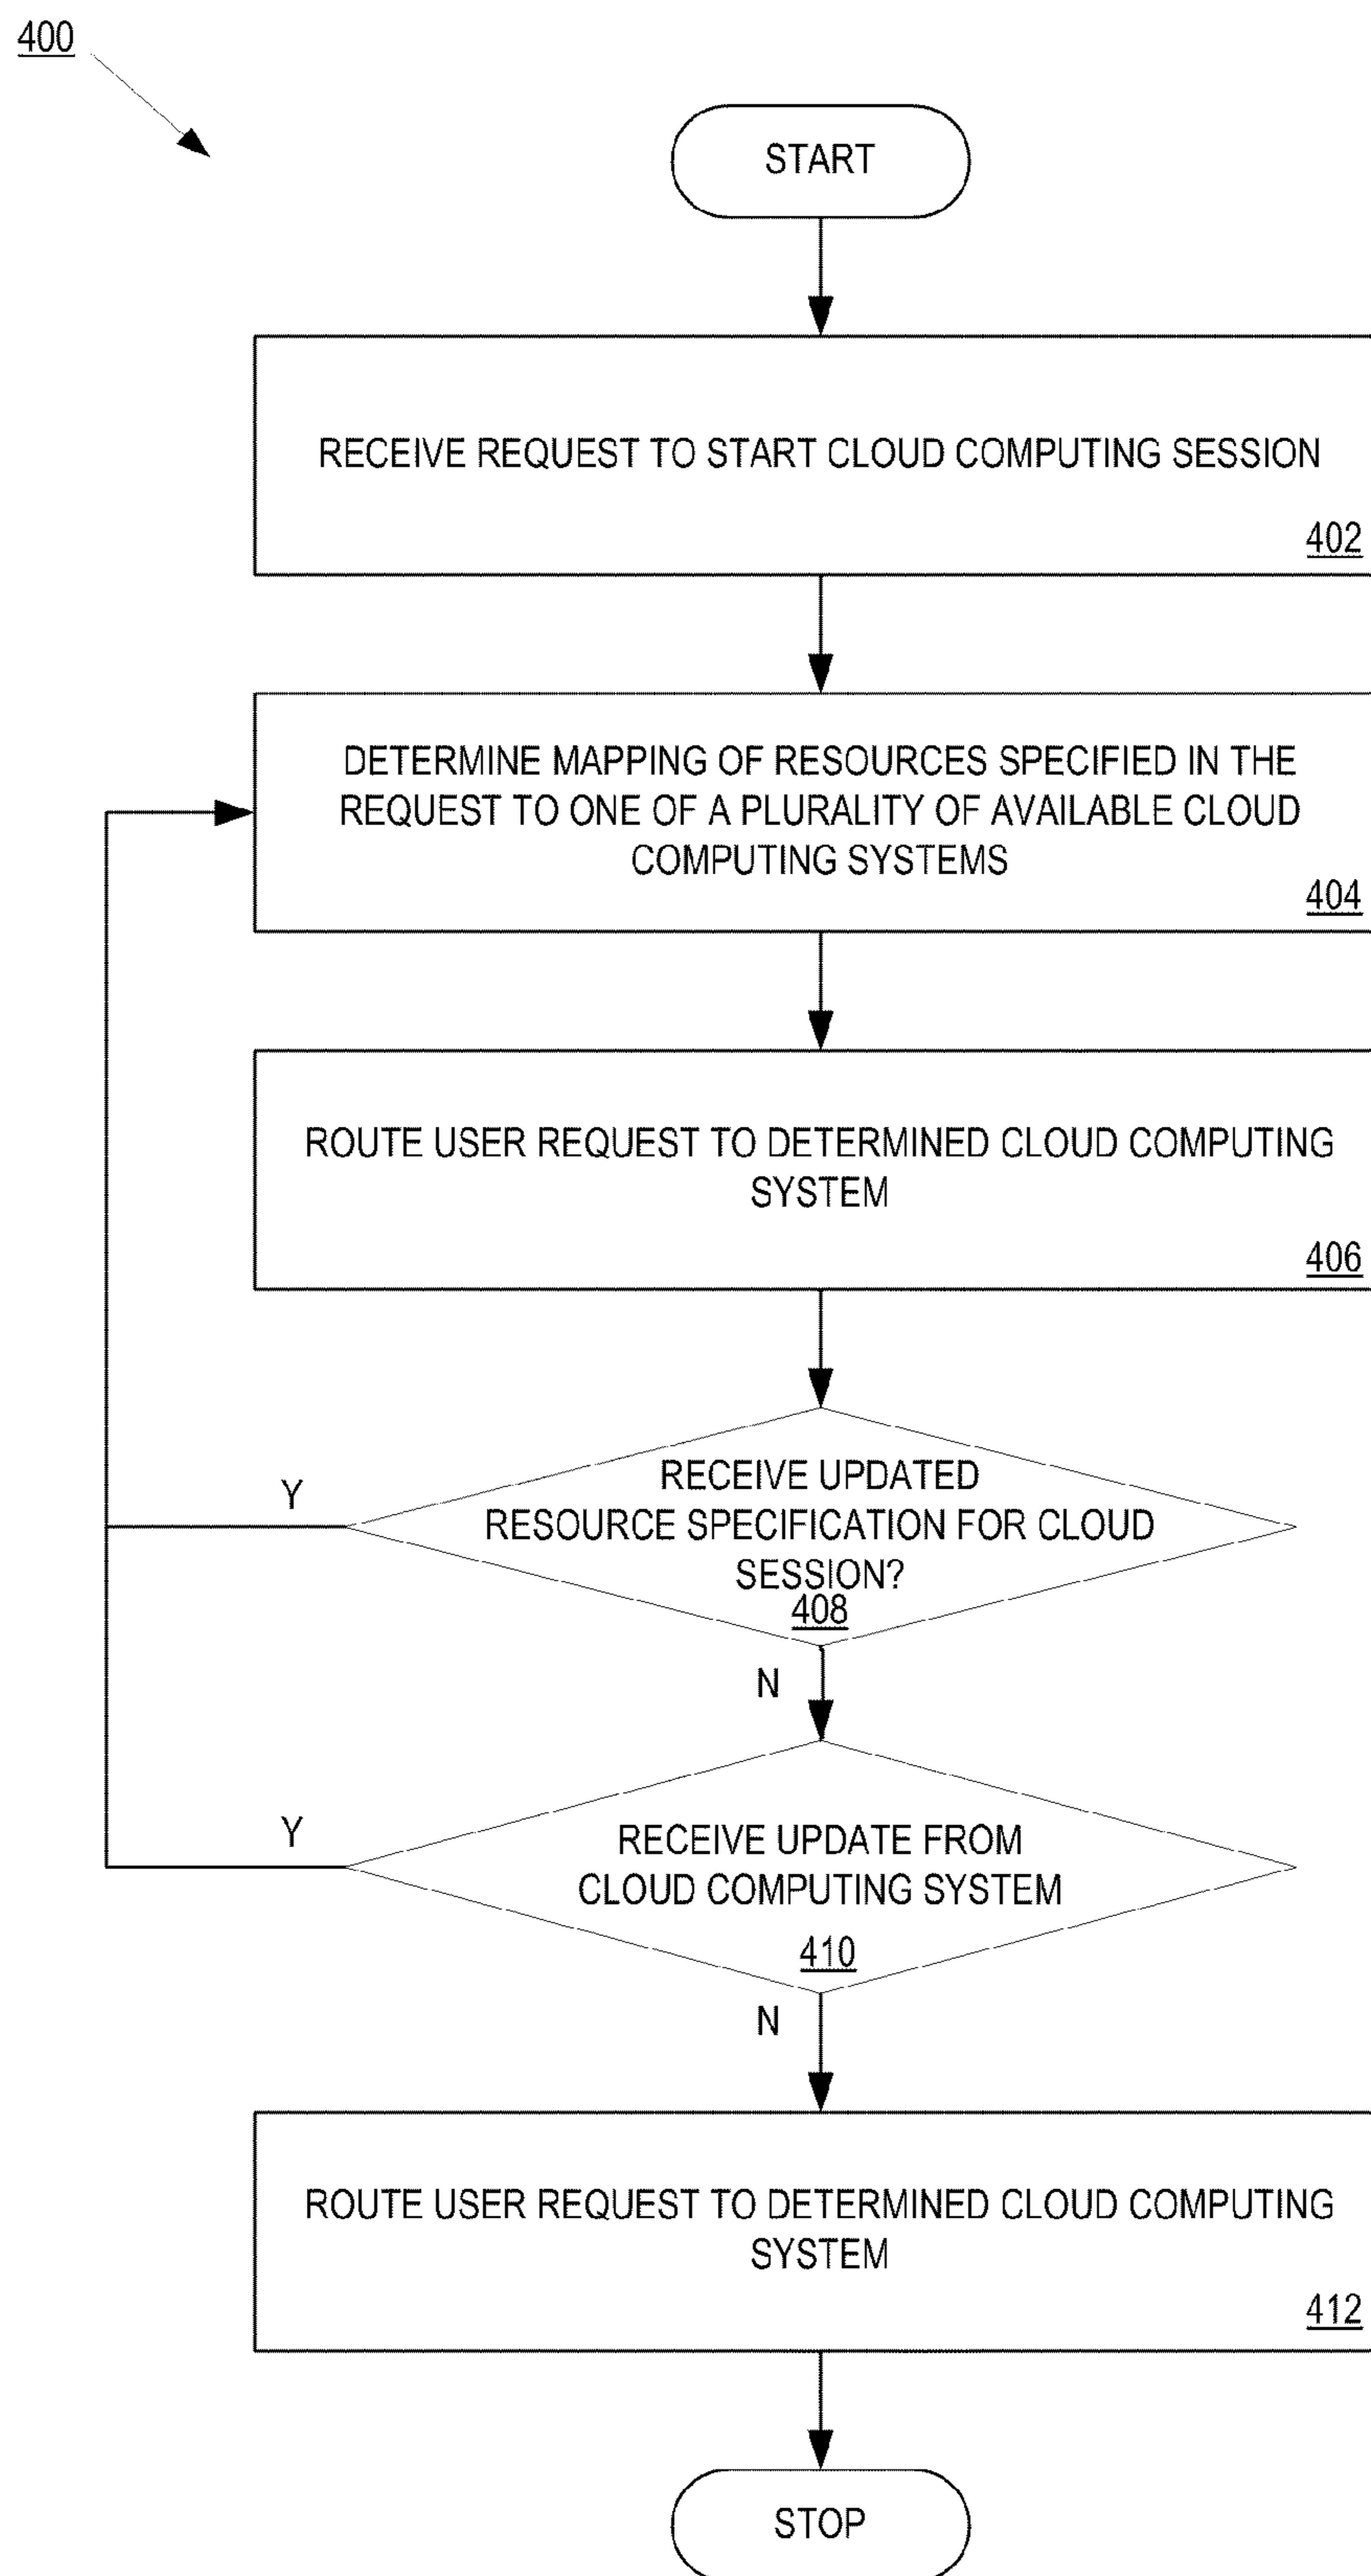 400
START
RECEIVE REQUEST TO START CLOUD COMPUTING SESSION
402
DETERMINE MAPPING OF RESOURCES SPECIFIED IN THE
REQUEST TO ONE OF A PLURALITY OF AVAILABLE CLOUD
COMPUTING SYSTEMS
404
ROUTE USER REQUEST TO DETERMINED CLOUD COMPUTING
SYSTEM
406
RECEIVE UPDATED
RESOURCE SPECIFICATION FOR CLOUD
SESSION?
408
Y
N
RECEIVE UPDATE FROM
CLOUD COMPUTING SYSTEM
410
Y
N
ROUTE USER REQUEST TO DETERMINED CLOUD COMPUTING
SYSTEM
412
STOP